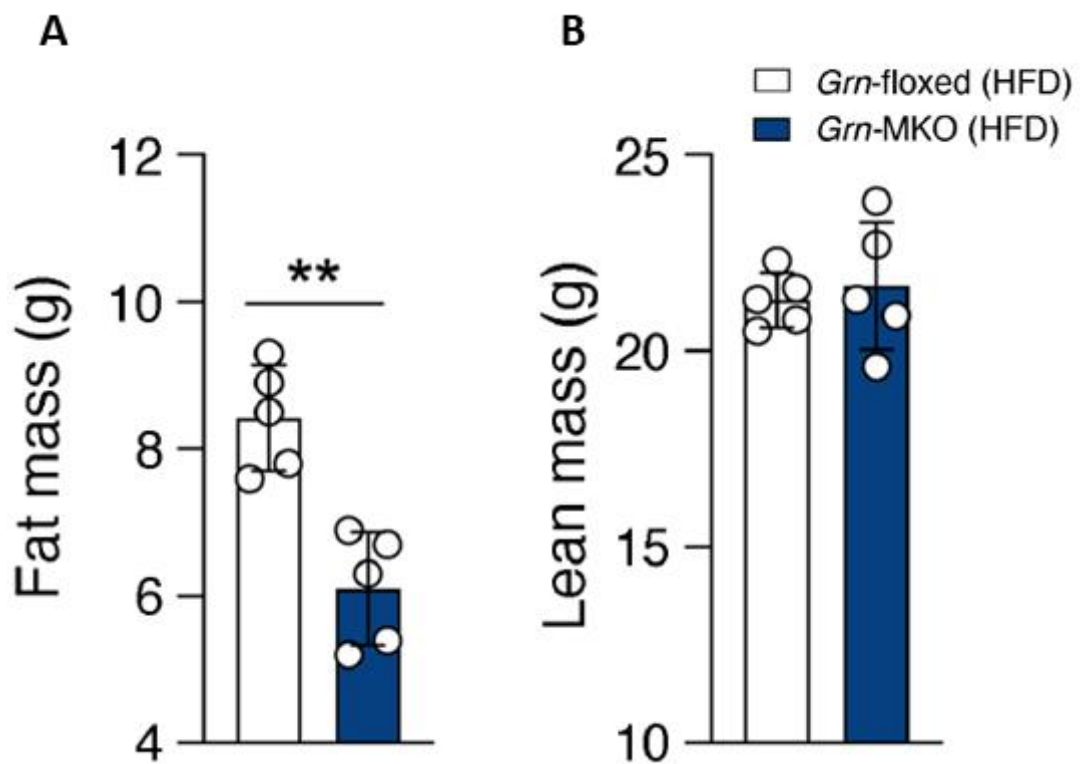 A
Fat mass (g)
12
10
8
6
4
**
B
Grn-floxed (HFD)
Grn-MKO (HFD)
Lean mass (g)
25
20
15
10